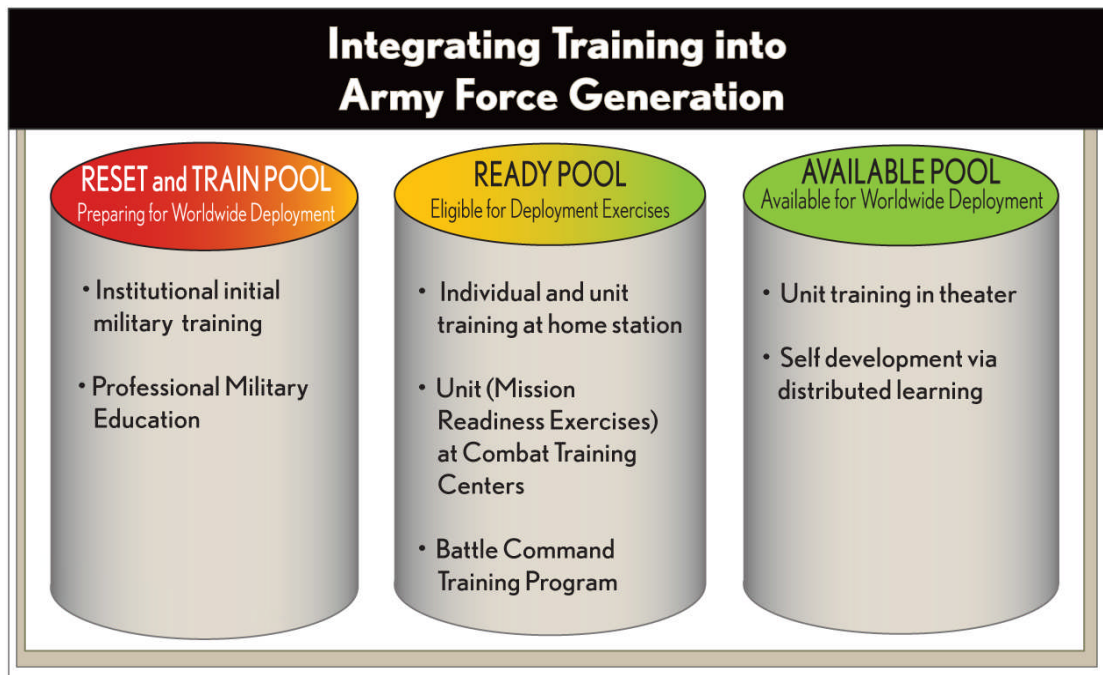 Integrating Training into
Army Force Generation
RESET and TRAIN POOL
Preparing for Worldwide Deployment
• Institutional initial
military training
• Professional Military
Education
READY POOL
Eligible for Deployment Exercises
• Individual and unit
training at home station
• Unit (Mission
Readiness Exercises)
at Combat Training
Centers
• Battle Command
Training Program
AVAILABLE POOL
Available for Worldwide Deployment
• Unit training in theater
• Self development via
distributed learning